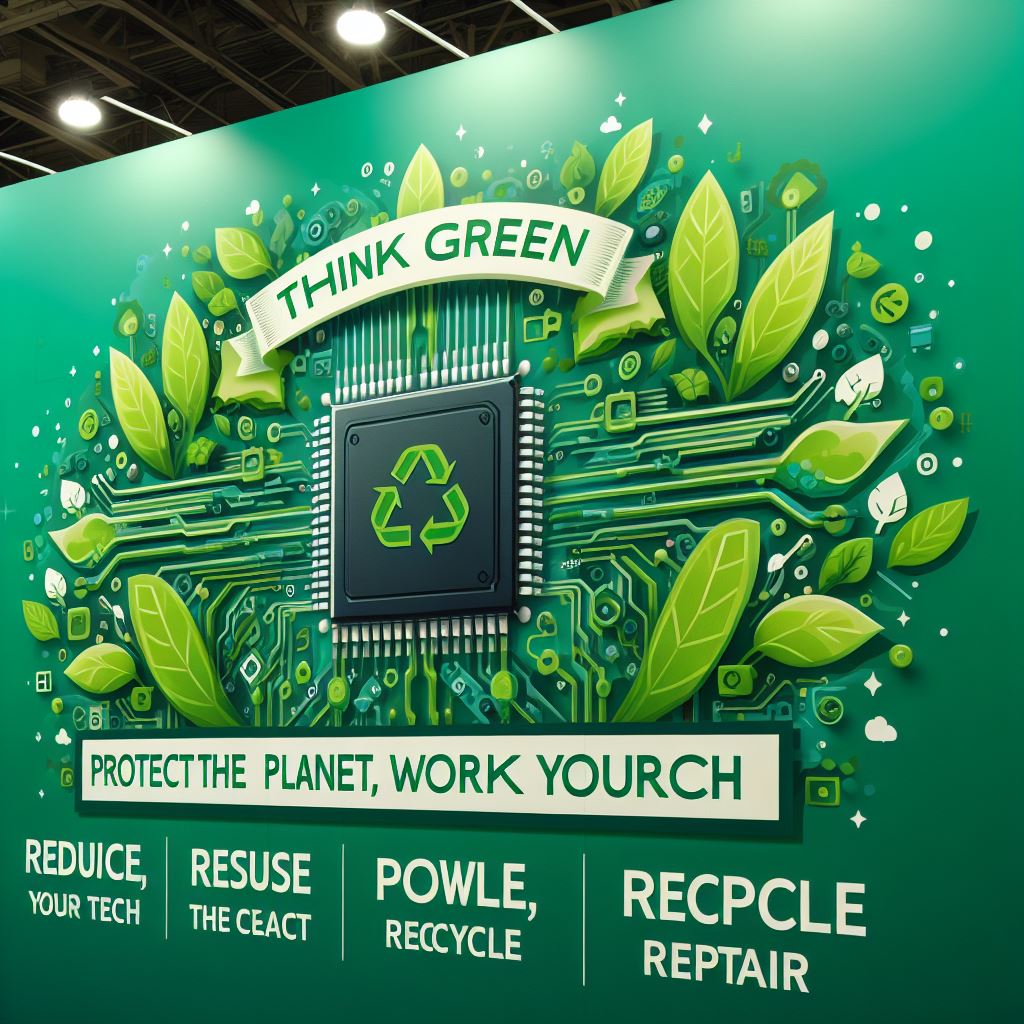 THINK GREEN
PROTECT THE PLANET, WORK YOURCH
REDUICE,
YOUR TECH
RESUSE
THE CEACT
POWLE,
RECCYCLE
RECPCLE
REPTAIR